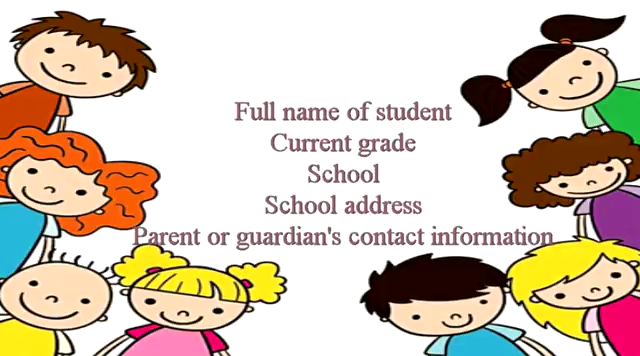 Full name of student
Current grade
School
School address
Parent or guardian's contact information